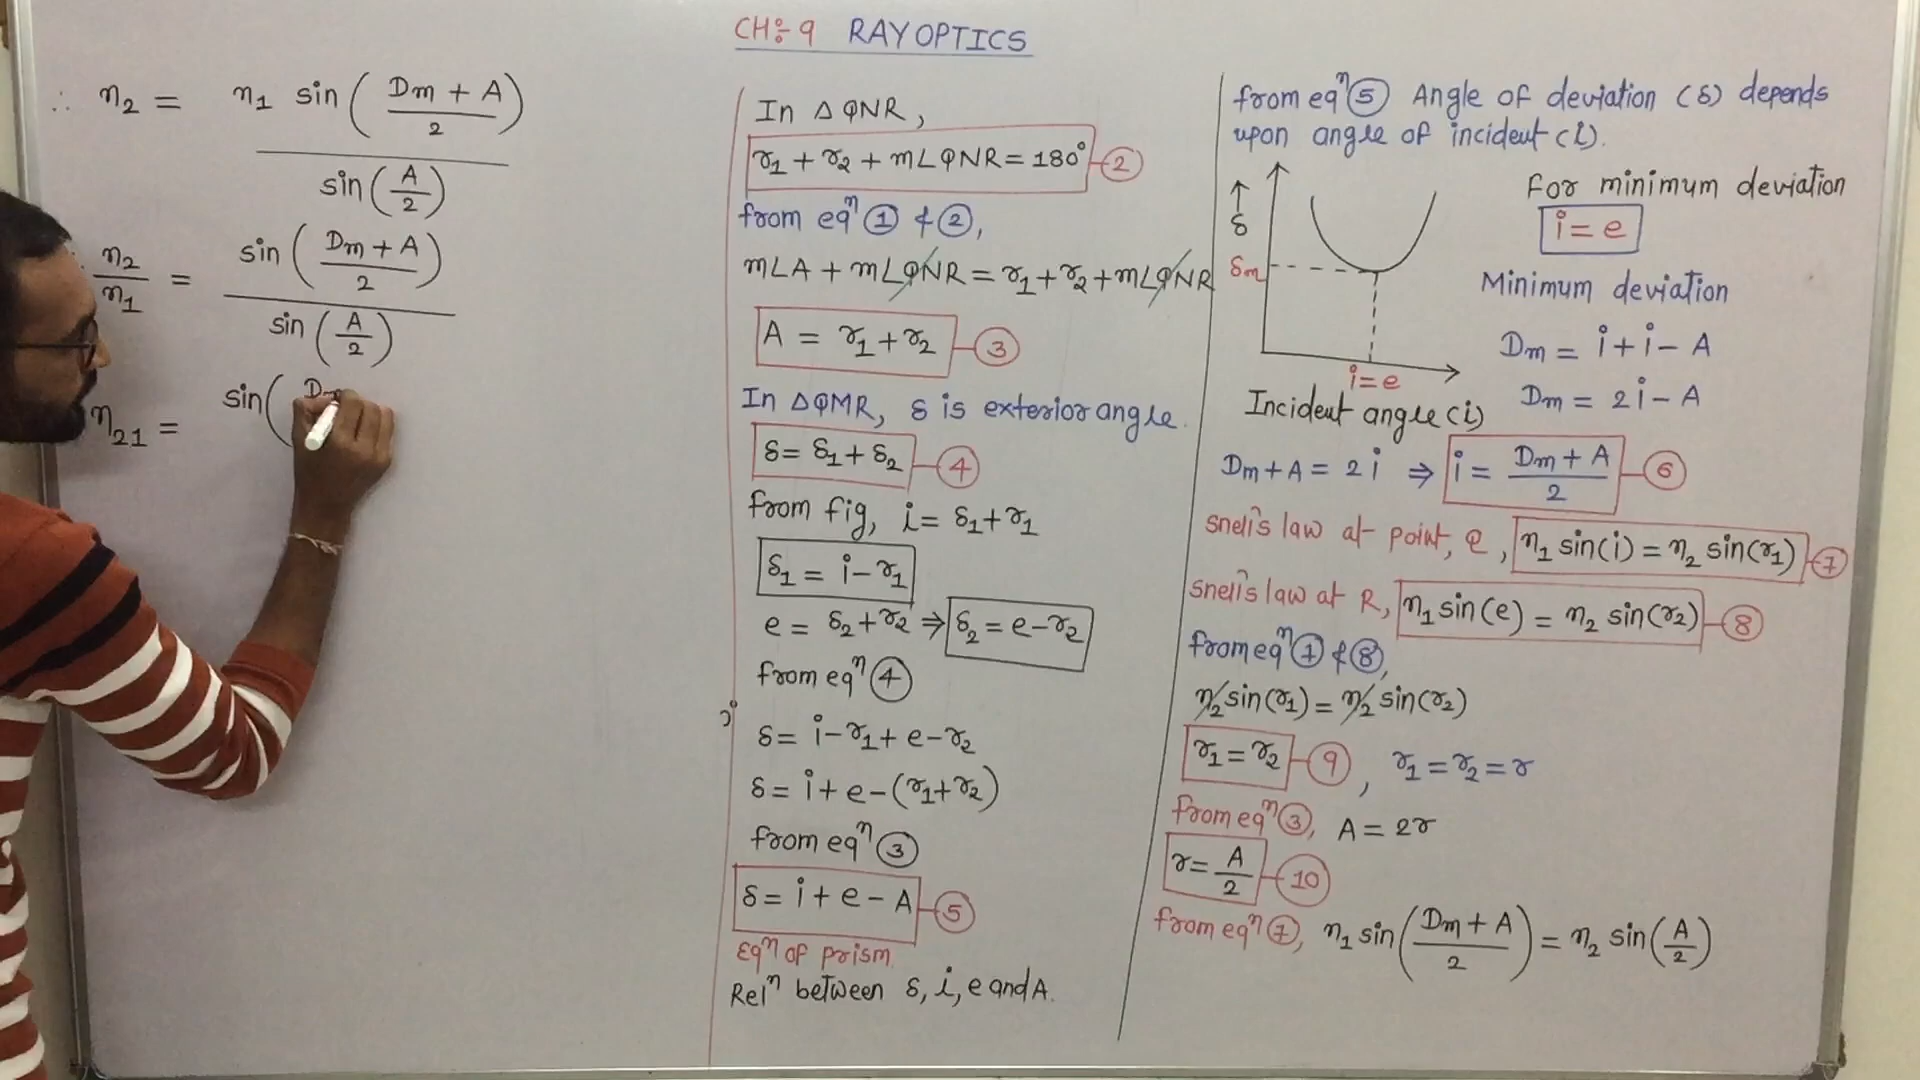 CH:- 9 RAY OPTICS
∴ n2 = n1 sin(Dm + A / 2) / sin(A/2)
n2/n1 = sin(Dm + A / 2) / sin(A/2)
n21 = sin(Dm
In △QNR,
r1 + r2 + m∠QNR = 180° 2
from eqn 1 & 2,
m∠A + m∠QNR = r1 + r2 + m∠QNR
A = r1 + r2 3
In △QMR, δ is exterior angle.
δ = δ1 + δ2 4
from fig, i = δ1 + r1
δ1 = i - r1
e = δ2 + r2 ⇒ δ2 = e - r2
from eqn 4
δ = i - r1 + e - r2
δ = i + e - (r1 + r2)
from eqn 3
δ = i + e - A 5
Eqn of prism
Reln between δ, i, e and A.
from eqn 5 Angle of deviation (δ) depends
upon angle of incident (i).
↑
δ
δm
i = e
Incident angle (i)
For minimum deviation
i = e
Minimum deviation
Dm = i + i - A
Dm = 2i - A
Dm + A = 2i ⇒ i = Dm + A / 2 6
snell's law at point, Q, n1 sin(i) = n2 sin(r1) 7
snell's law at R, n1 sin(e) = n2 sin(r2) 8
from eqn 7 & 8,
n2 sin(r1) = n2 sin(r2)
r1 = r2 9, r1 = r2 = r
from eqn 3, A = 2r
r = A/2 10
from eqn 7, n1 sin(Dm + A / 2) = n2 sin(A/2)